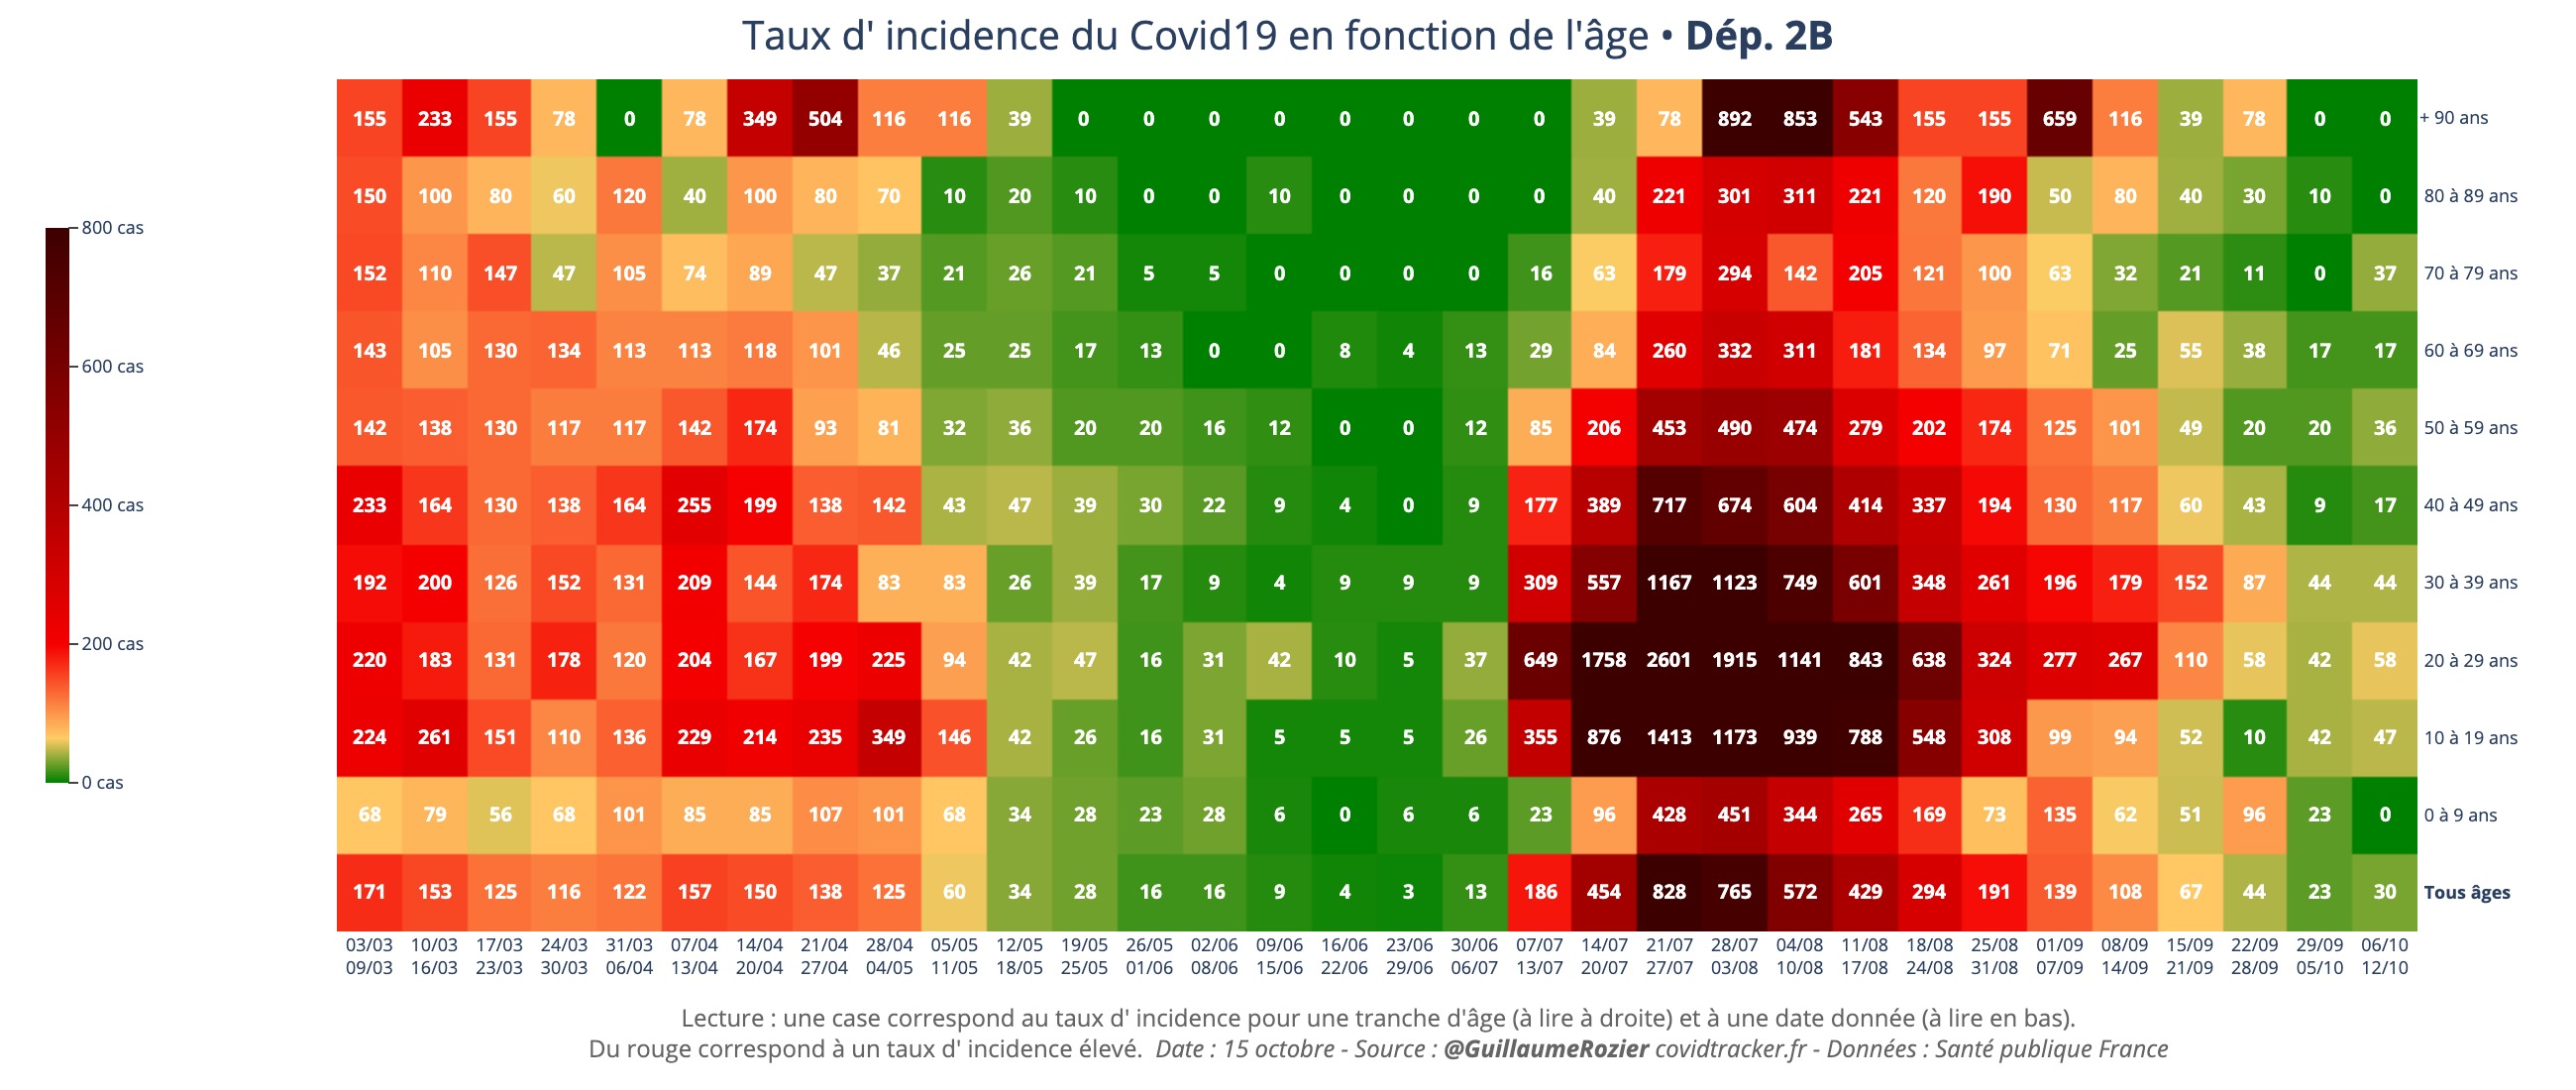 Taux d' incidence du Covid19 en fonction de l'âge • Dép. 2B
800 cas
600 cas
400 cas
200 cas
0 cas
155 233 155 78 0 78 349 504 116 116 39 0 0 0 0 0 0 0 0 39 78 892 853 543 155 155 659 116 39 78 0 0 + 90 ans
150 100 80 60 120 40 100 80 70 10 20 10 0 0 10 0 0 0 0 40 221 301 311 221 120 190 50 80 40 30 10 0 80 à 89 ans
152 110 147 47 105 74 89 47 37 21 26 21 5 5 0 0 0 0 16 63 179 294 142 205 121 100 63 32 21 11 0 37 70 à 79 ans
143 105 130 134 113 113 118 101 46 25 25 17 13 0 0 8 4 13 29 84 260 332 311 181 134 97 71 25 55 38 17 17 60 à 69 ans
142 138 130 117 117 142 174 93 81 32 36 20 20 16 12 0 0 12 85 206 453 490 474 279 202 174 125 101 49 20 20 36 50 à 59 ans
233 164 130 138 164 255 199 138 142 43 47 39 30 22 9 4 0 9 177 389 717 674 604 414 337 194 130 117 60 43 9 17 40 à 49 ans
192 200 126 152 131 209 144 174 83 83 26 39 17 9 4 9 9 9 309 557 1167 1123 749 601 348 261 196 179 152 87 44 44 30 à 39 ans
220 183 131 178 120 204 167 199 225 94 42 47 16 31 42 10 5 37 649 1758 2601 1915 1141 843 638 324 277 267 110 58 42 58 20 à 29 ans
224 261 151 110 136 229 214 235 349 146 42 26 16 31 5 5 5 26 355 876 1413 1173 939 788 548 308 99 94 52 10 42 47 10 à 19 ans
68 79 56 68 101 85 85 107 101 68 34 28 23 28 6 0 6 6 23 96 428 451 344 265 169 73 135 62 51 96 23 0 0 à 9 ans
171 153 125 116 122 157 150 138 125 60 34 28 16 16 9 4 3 13 186 454 828 765 572 429 294 191 139 108 67 44 23 30 Tous âges
03/03 10/03 17/03 24/03 31/03 07/04 14/04 21/04 28/04 05/05 12/05 19/05 26/05 02/06 09/06 16/06 23/06 30/06 07/07 14/07 21/07 28/07 04/08 11/08 18/08 25/08 01/09 08/09 15/09 22/09 29/09 06/10
09/03 16/03 23/03 30/03 06/04 13/04 20/04 27/04 04/05 11/05 18/05 25/05 01/06 08/06 15/06 22/06 29/06 06/07 13/07 20/07 27/07 03/08 10/08 17/08 24/08 31/08 07/09 14/09 21/09 28/09 05/10 12/10
Lecture : une case correspond au taux d' incidence pour une tranche d'âge (à lire à droite) et à une date donnée (à lire en bas).
Du rouge correspond à un taux d' incidence élevé. Date : 15 octobre - Source : @GuillaumeRozier covidtracker.fr - Données : Santé publique France